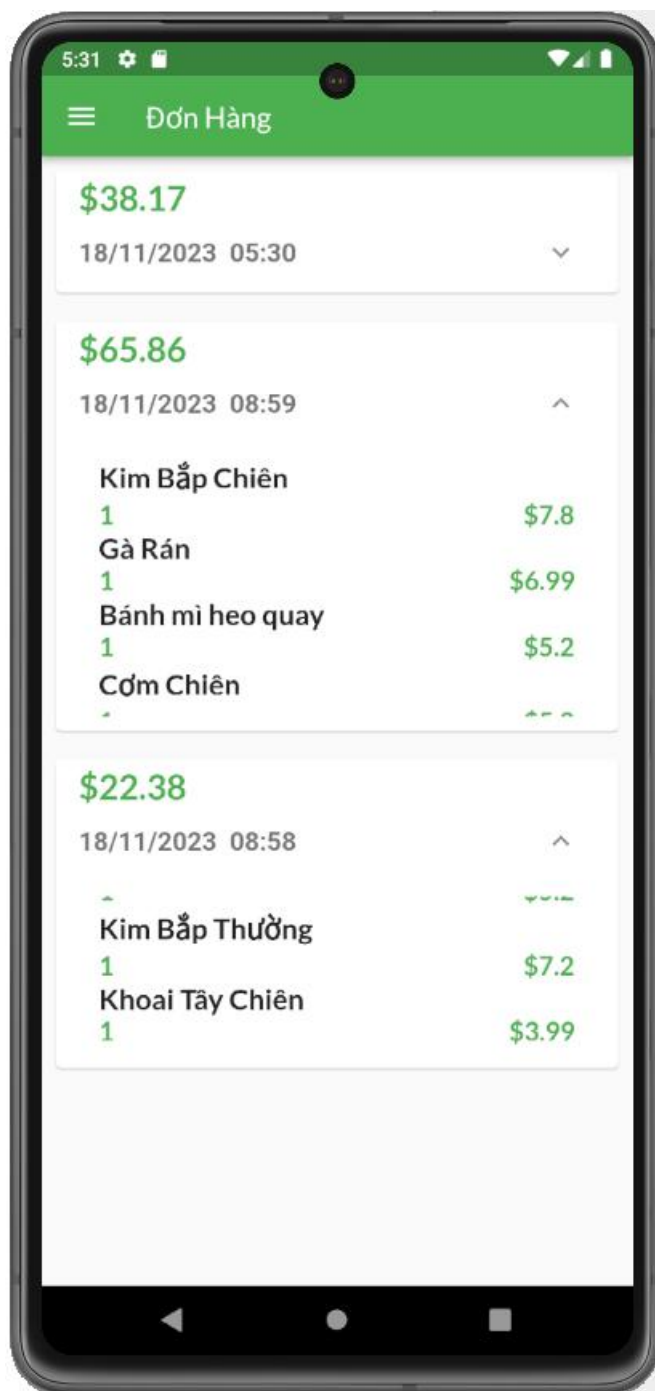 5:31
Đơn Hàng
$38.17
18/11/2023 05:30
$65.86
18/11/2023 08:59
Kim Bắp Chiên
1 $7.8
Gà Rán
1 $6.99
Bánh mì heo quay
1 $5.2
Cơm Chiên
$22.38
18/11/2023 08:58
Kim Bắp Thường
1 $7.2
Khoai Tây Chiên
1 $3.99